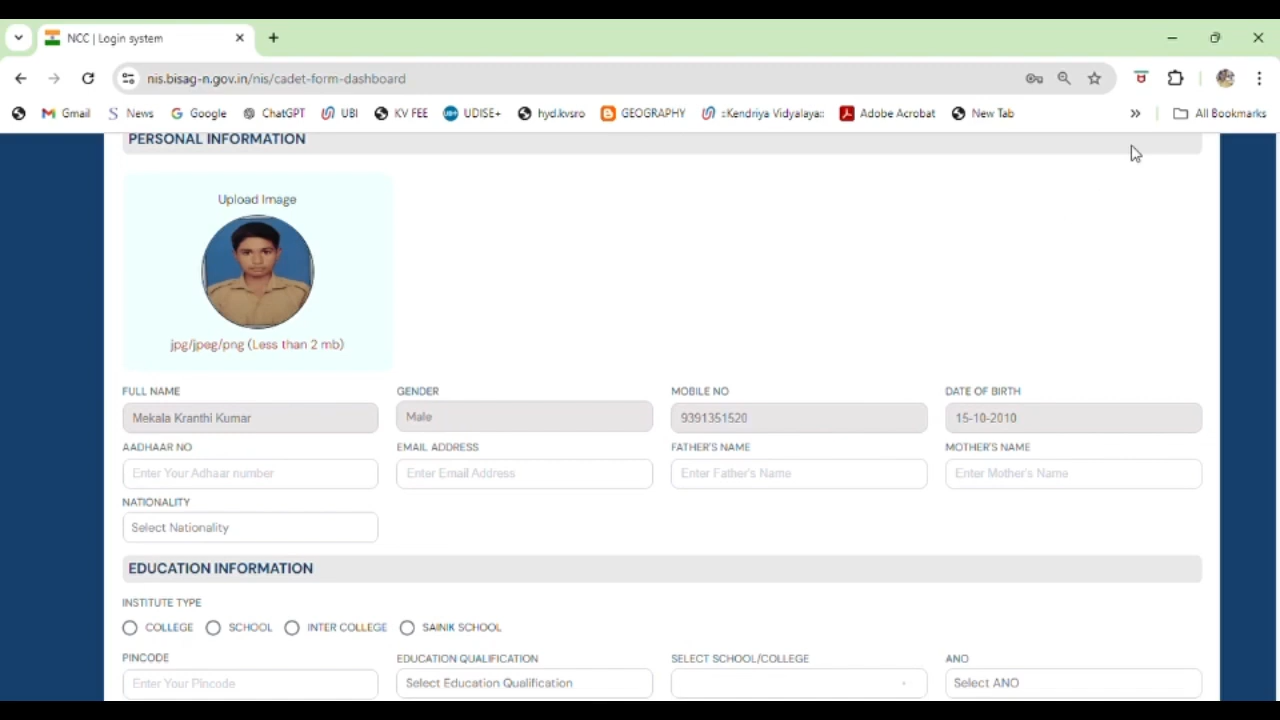 NCC | Login system
nis.bisag-n.gov.in/nis/cadet-form-dashboard
Gmail News Google ChatGPT UBI KV FEE UDISE+ hyd.kvsro GEOGRAPHY ::Kendriya Vidyalaya:: Adobe Acrobat New Tab » All Bookmarks
PERSONAL INFORMATION
Upload Image
jpg/jpeg/png (Less than 2 mb)
FULL NAME GENDER MOBILE NO DATE OF BIRTH
Mekala Kranthi Kumar Male 9391351520 15-10-2010
AADHAAR NO EMAIL ADDRESS FATHER'S NAME MOTHER'S NAME
Enter Your Adhaar number Enter Email Address Enter Father's Name Enter Mother's Name
NATIONALITY
Select Nationality
EDUCATION INFORMATION
INSTITUTE TYPE
COLLEGE SCHOOL INTER COLLEGE SAINIK SCHOOL
PINCODE EDUCATION QUALIFICATION SELECT SCHOOL/COLLEGE ANO
Enter Your Pincode Select Education Qualification Select ANO